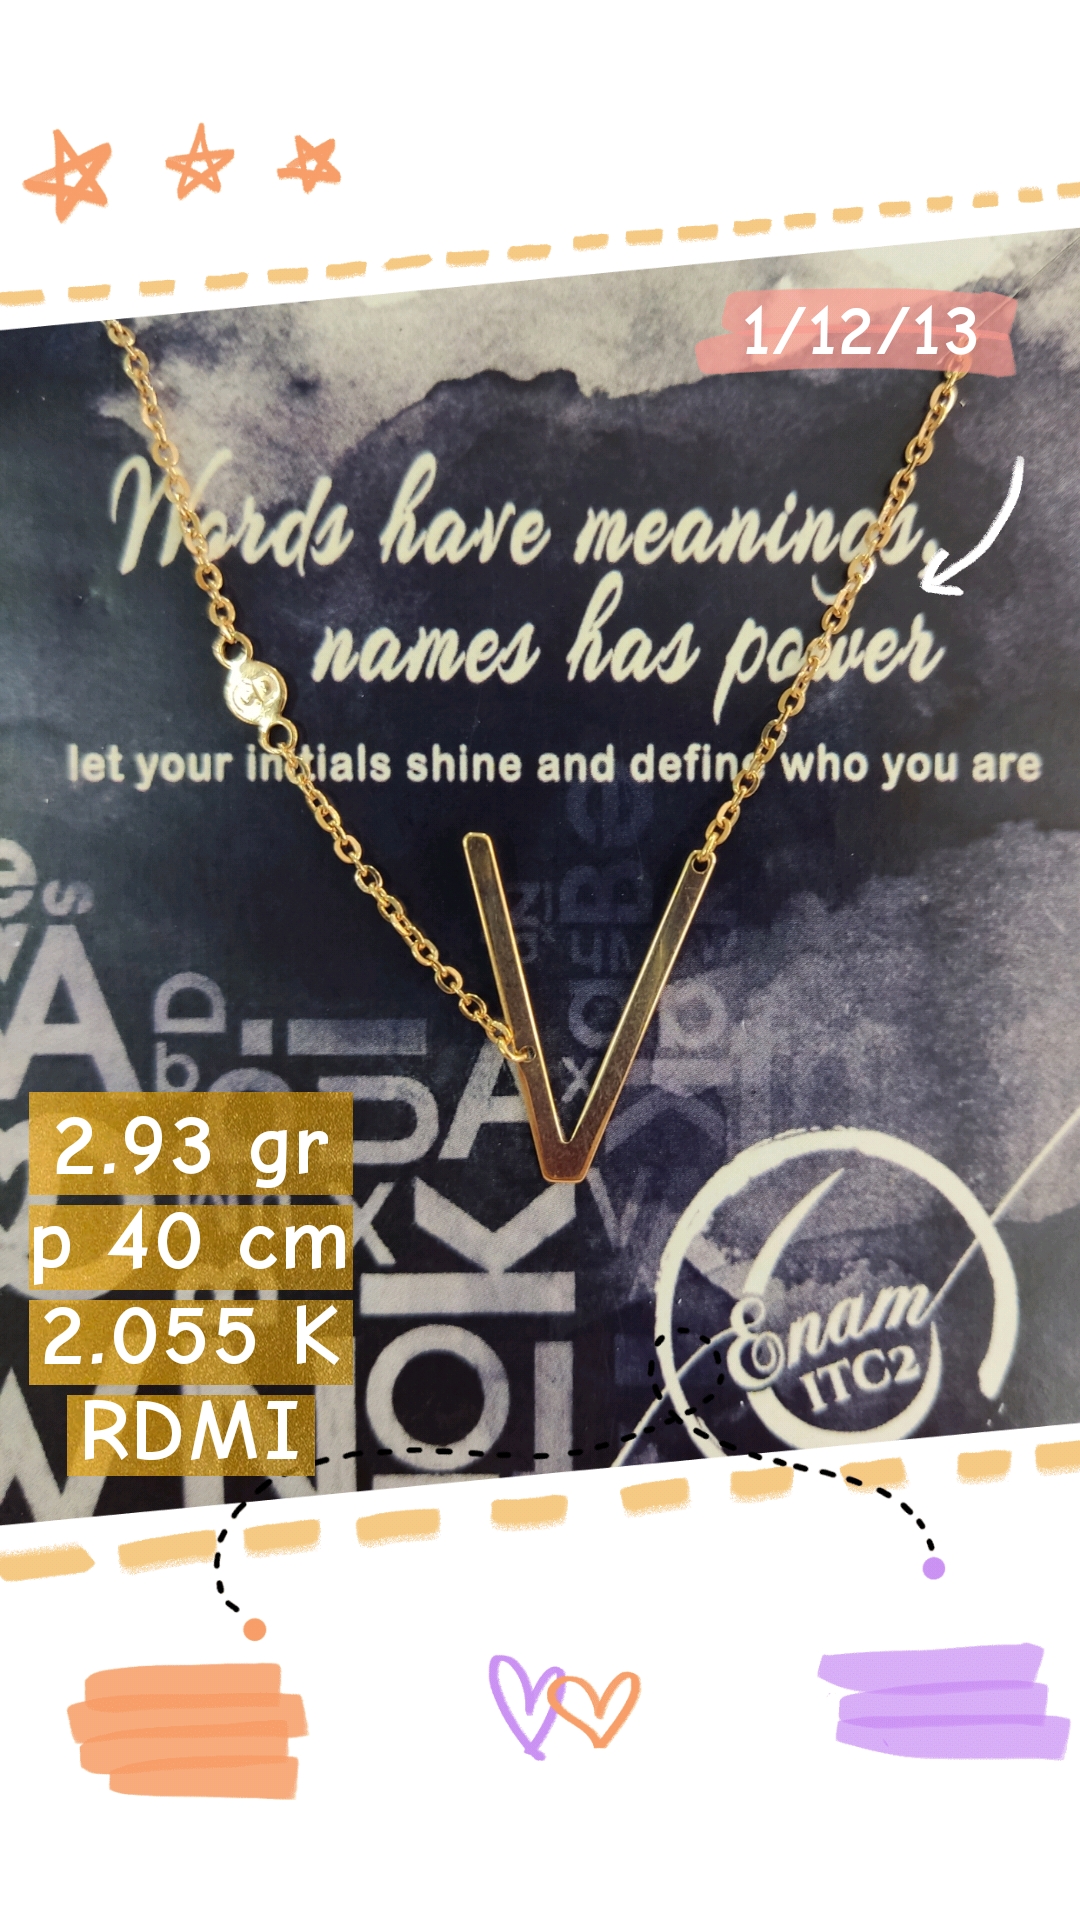 1/12/13
Words have meanings,
names has power
let your initials shine and define who you are
2.93 gr
p 40 cm
2.055 K
RDMI
Enam
ITC2